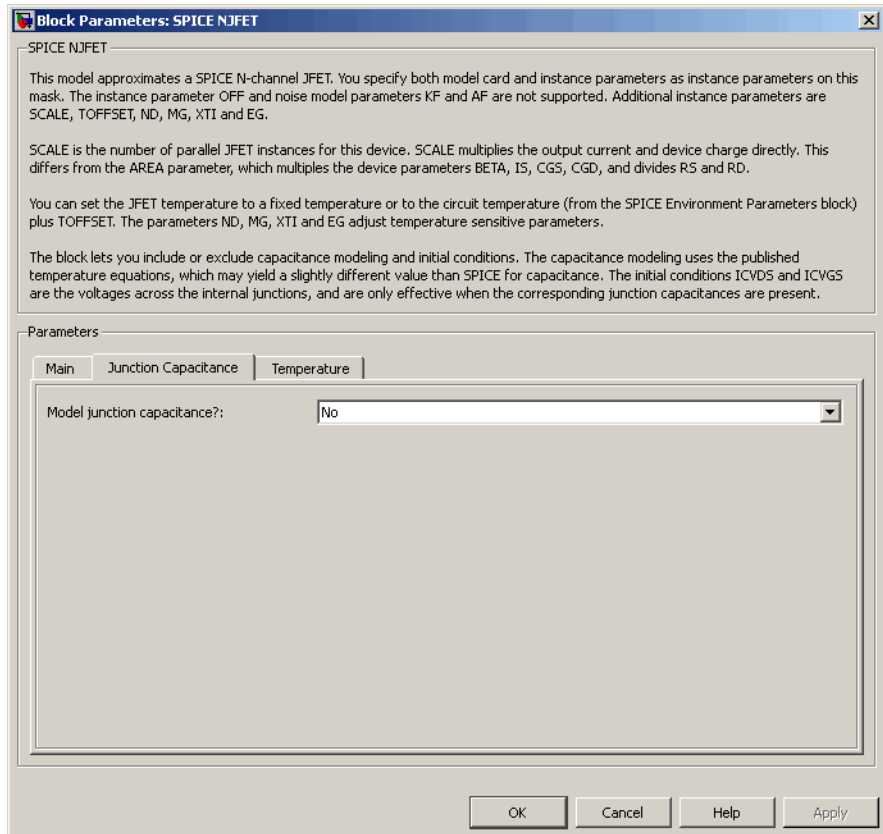 Block Parameters: SPICE NJFET
SPICE NJFET
This model approximates a SPICE N-channel JFET. You specify both model card and instance parameters as instance parameters on this
mask. The instance parameter OFF and noise model parameters KF and AF are not supported. Additional instance parameters are
SCALE, TOFFSET, ND, MG, XTI and EG.
SCALE is the number of parallel JFET instances for this device. SCALE multiplies the output current and device charge directly. This
differs from the AREA parameter, which multiples the device parameters BETA, IS, CGS, CGD, and divides RS and RD.
You can set the JFET temperature to a fixed temperature or to the circuit temperature (from the SPICE Environment Parameters block)
plus TOFFSET. The parameters ND, MG, XTI and EG adjust temperature sensitive parameters.
The block lets you include or exclude capacitance modeling and initial conditions. The capacitance modeling uses the published
temperature equations, which may yield a slightly different value than SPICE for capacitance. The initial conditions ICVDS and ICVGS
are the voltages across the internal junctions, and are only effective when the corresponding junction capacitances are present.
Parameters
Main Junction Capacitance Temperature
Model junction capacitance?: No
OK Cancel Help Apply